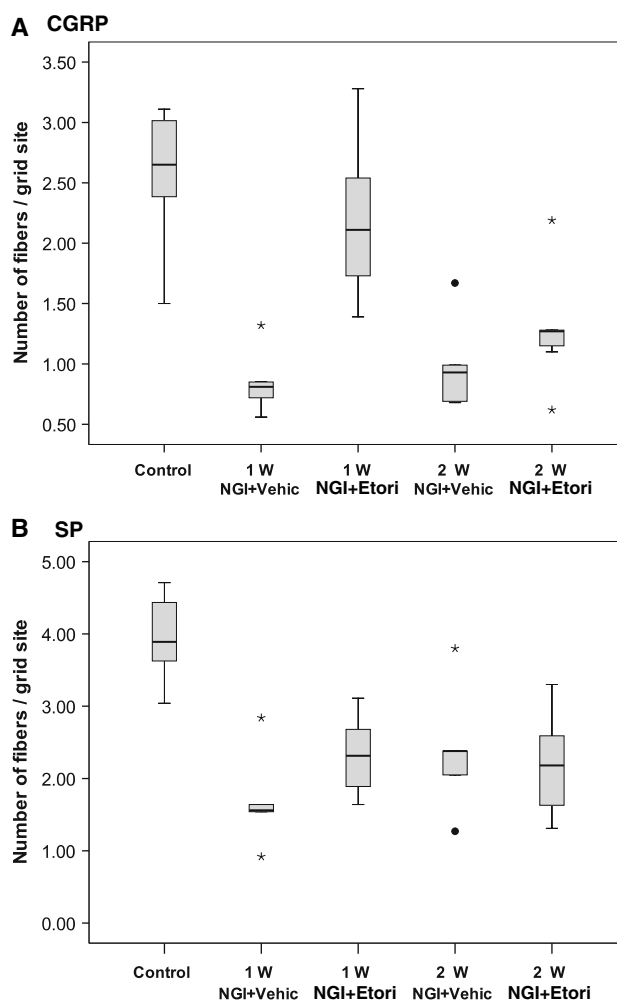 A CGRP
Number of fibers / grid site
3.50
3.00
2.50
2.00
1.50
1.00
0.50
Control
1 W
NGI+Vehic
1 W
NGI+Etori
2 W
NGI+Vehic
2 W
NGI+Etori
B SP
Number of fibers / grid site
5.00
4.00
3.00
2.00
1.00
0.00
Control
1 W
NGI+Vehic
1 W
NGI+Etori
2 W
NGI+Vehic
2 W
NGI+Etori